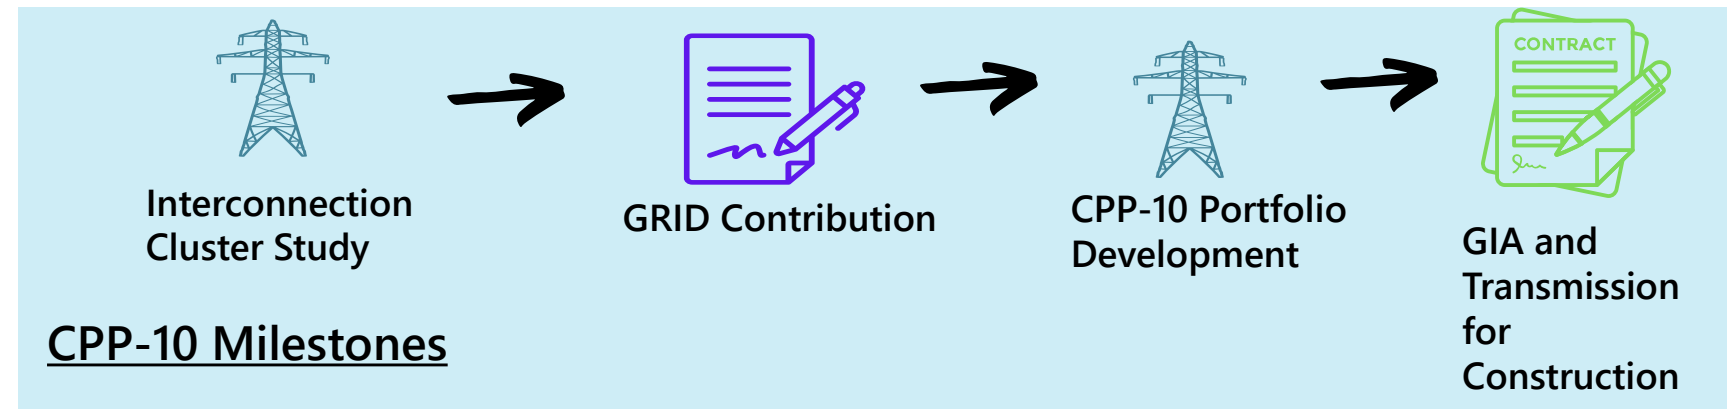 Interconnection
Cluster Study
GRID Contribution
CPP-10 Portfolio
Development
CONTRACT
GIA and
Transmission
for
Construction
CPP-10 Milestones